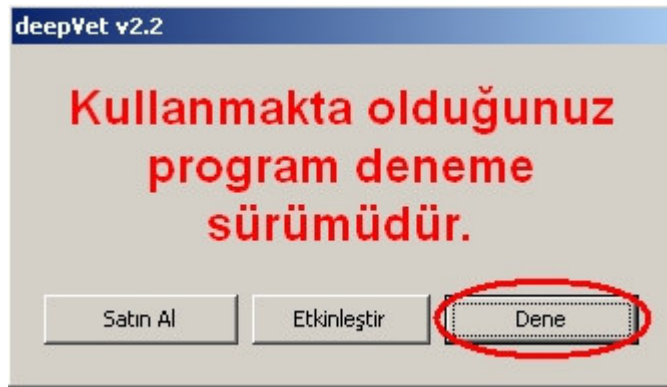 deepVet v2.2
Kullanmakta olduğunuz
program deneme
sürümüdür.
Satın Al
Etkinleştir
Dene